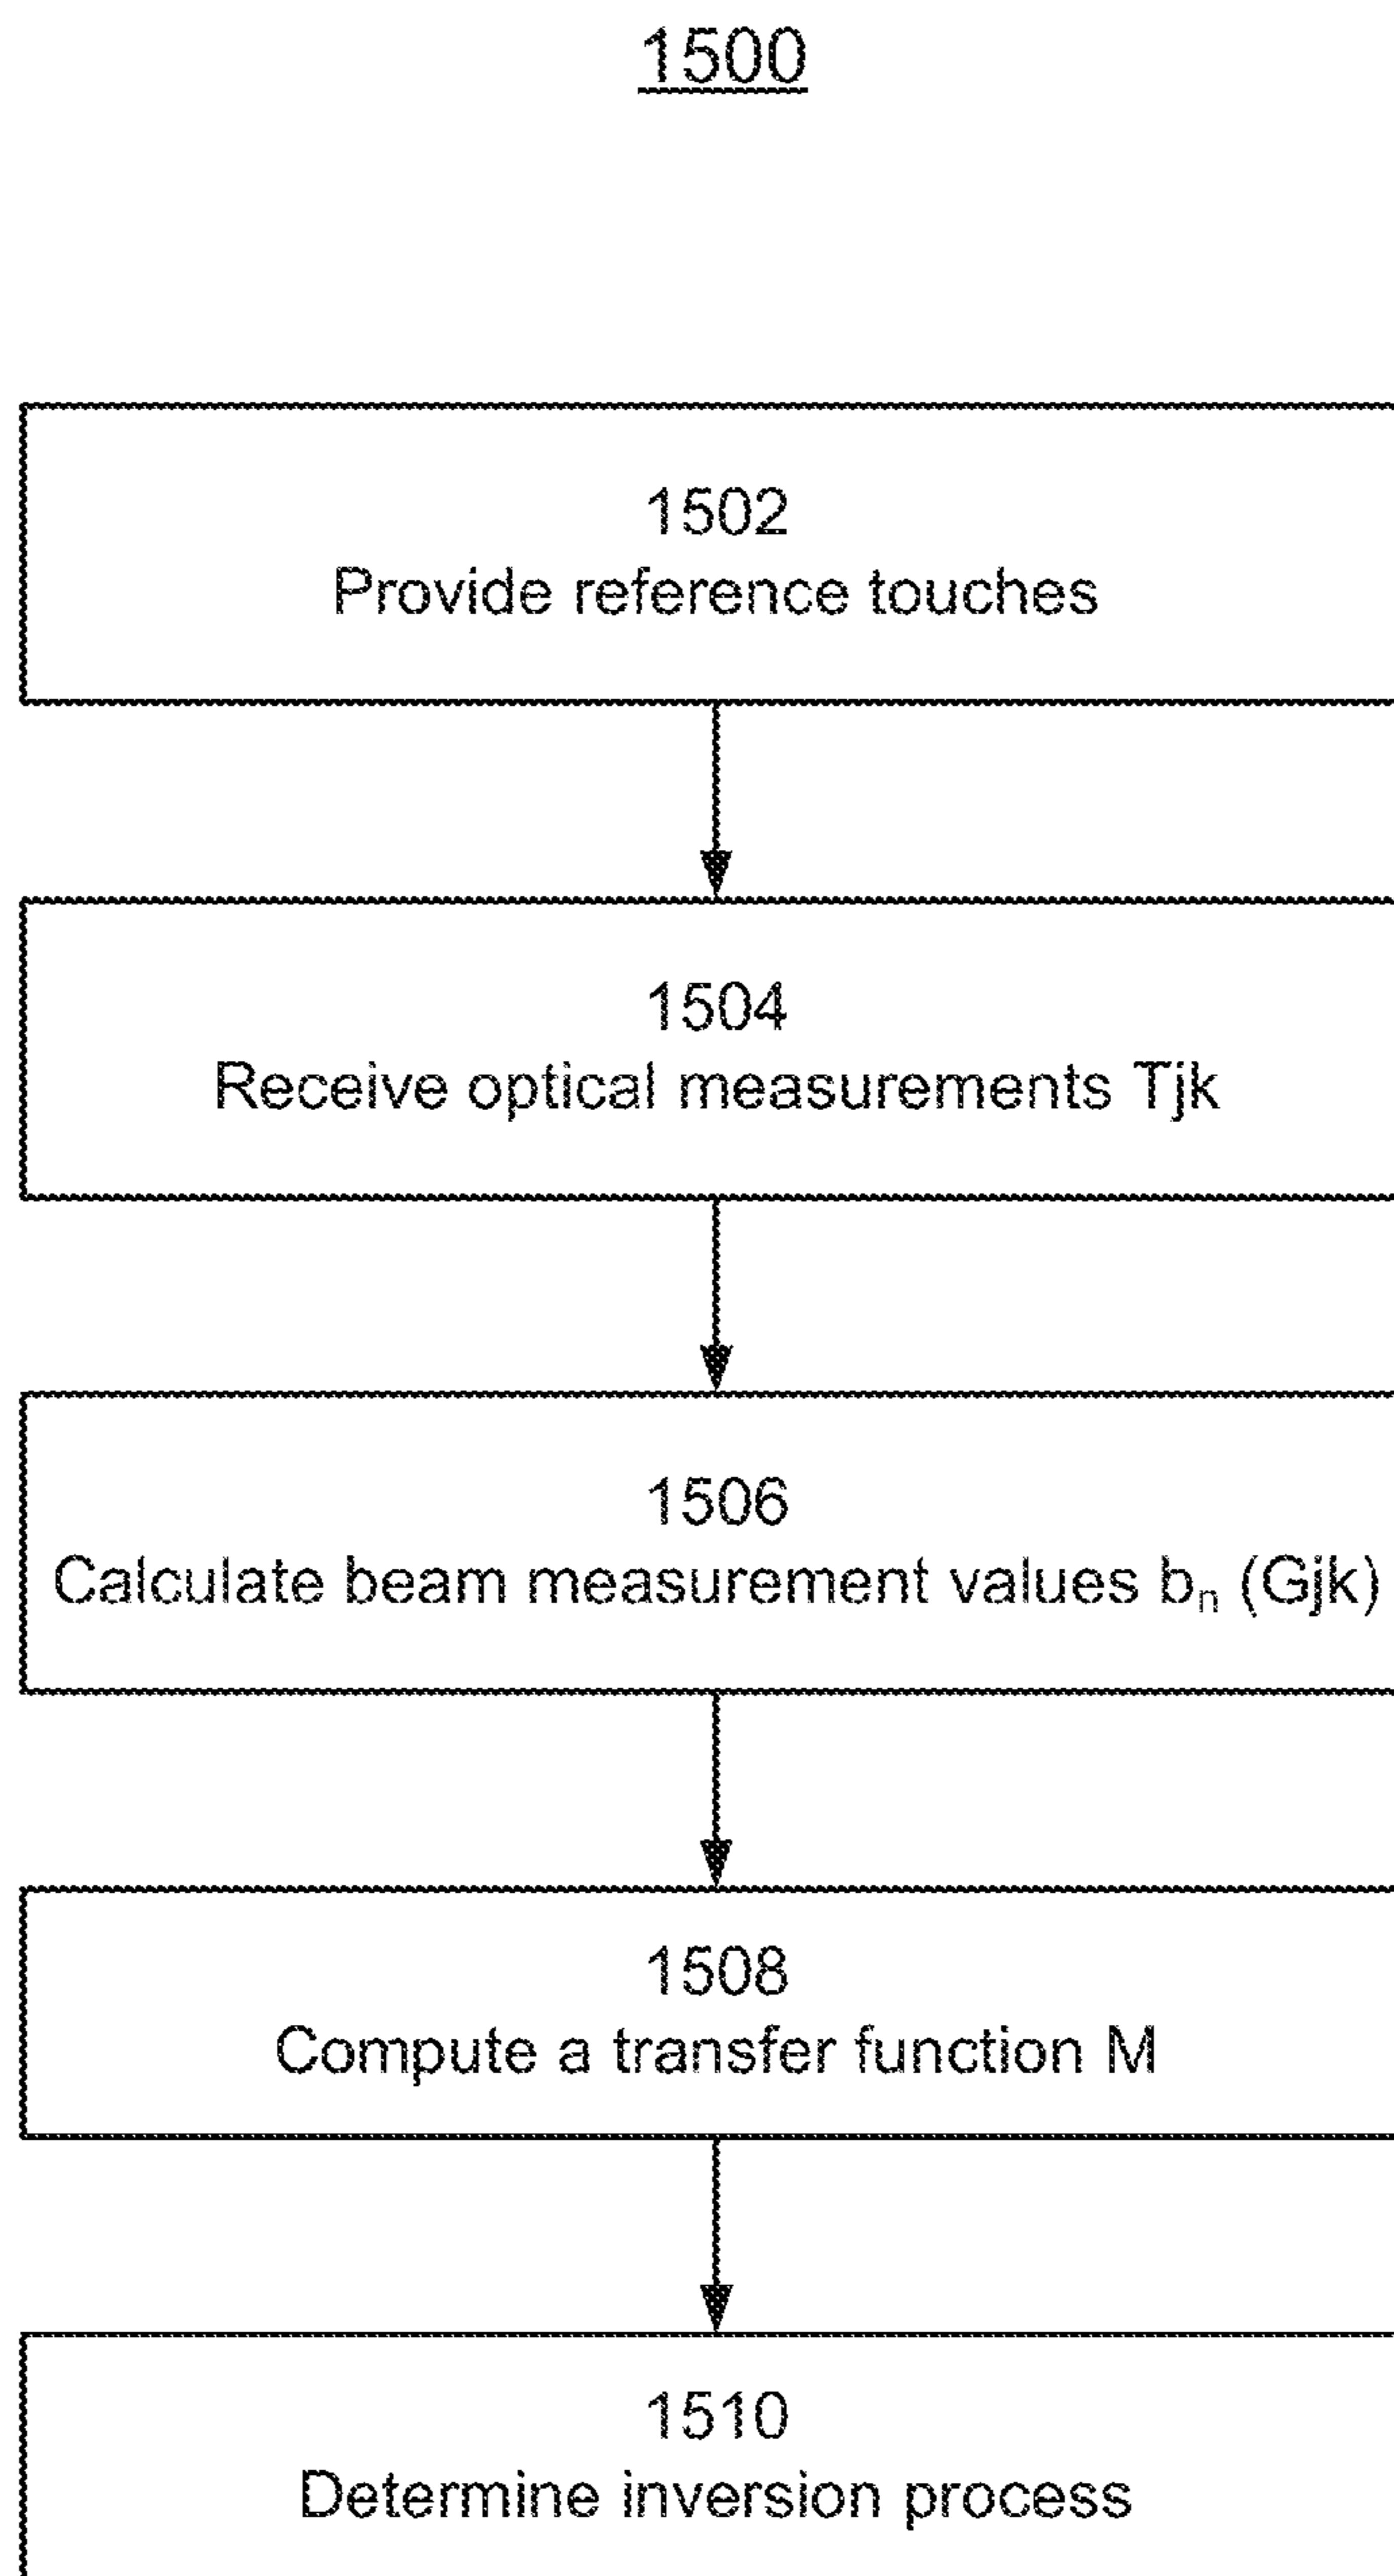 1500
1502
Provide reference touches
1504
Receive optical measurements Tjk
1506
Calculate beam measurement values bₙ (Gjk)
1508
Compute a transfer function M
1510
Determine inversion process